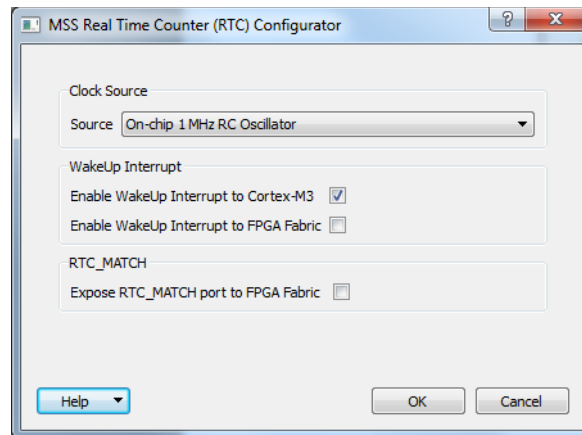 MSS Real Time Counter (RTC) Configurator
Clock Source
Source On-chip 1 MHz RC Oscillator
WakeUp Interrupt
Enable WakeUp Interrupt to Cortex-M3
Enable WakeUp Interrupt to FPGA Fabric
RTC_MATCH
Expose RTC_MATCH port to FPGA Fabric
Help OK Cancel